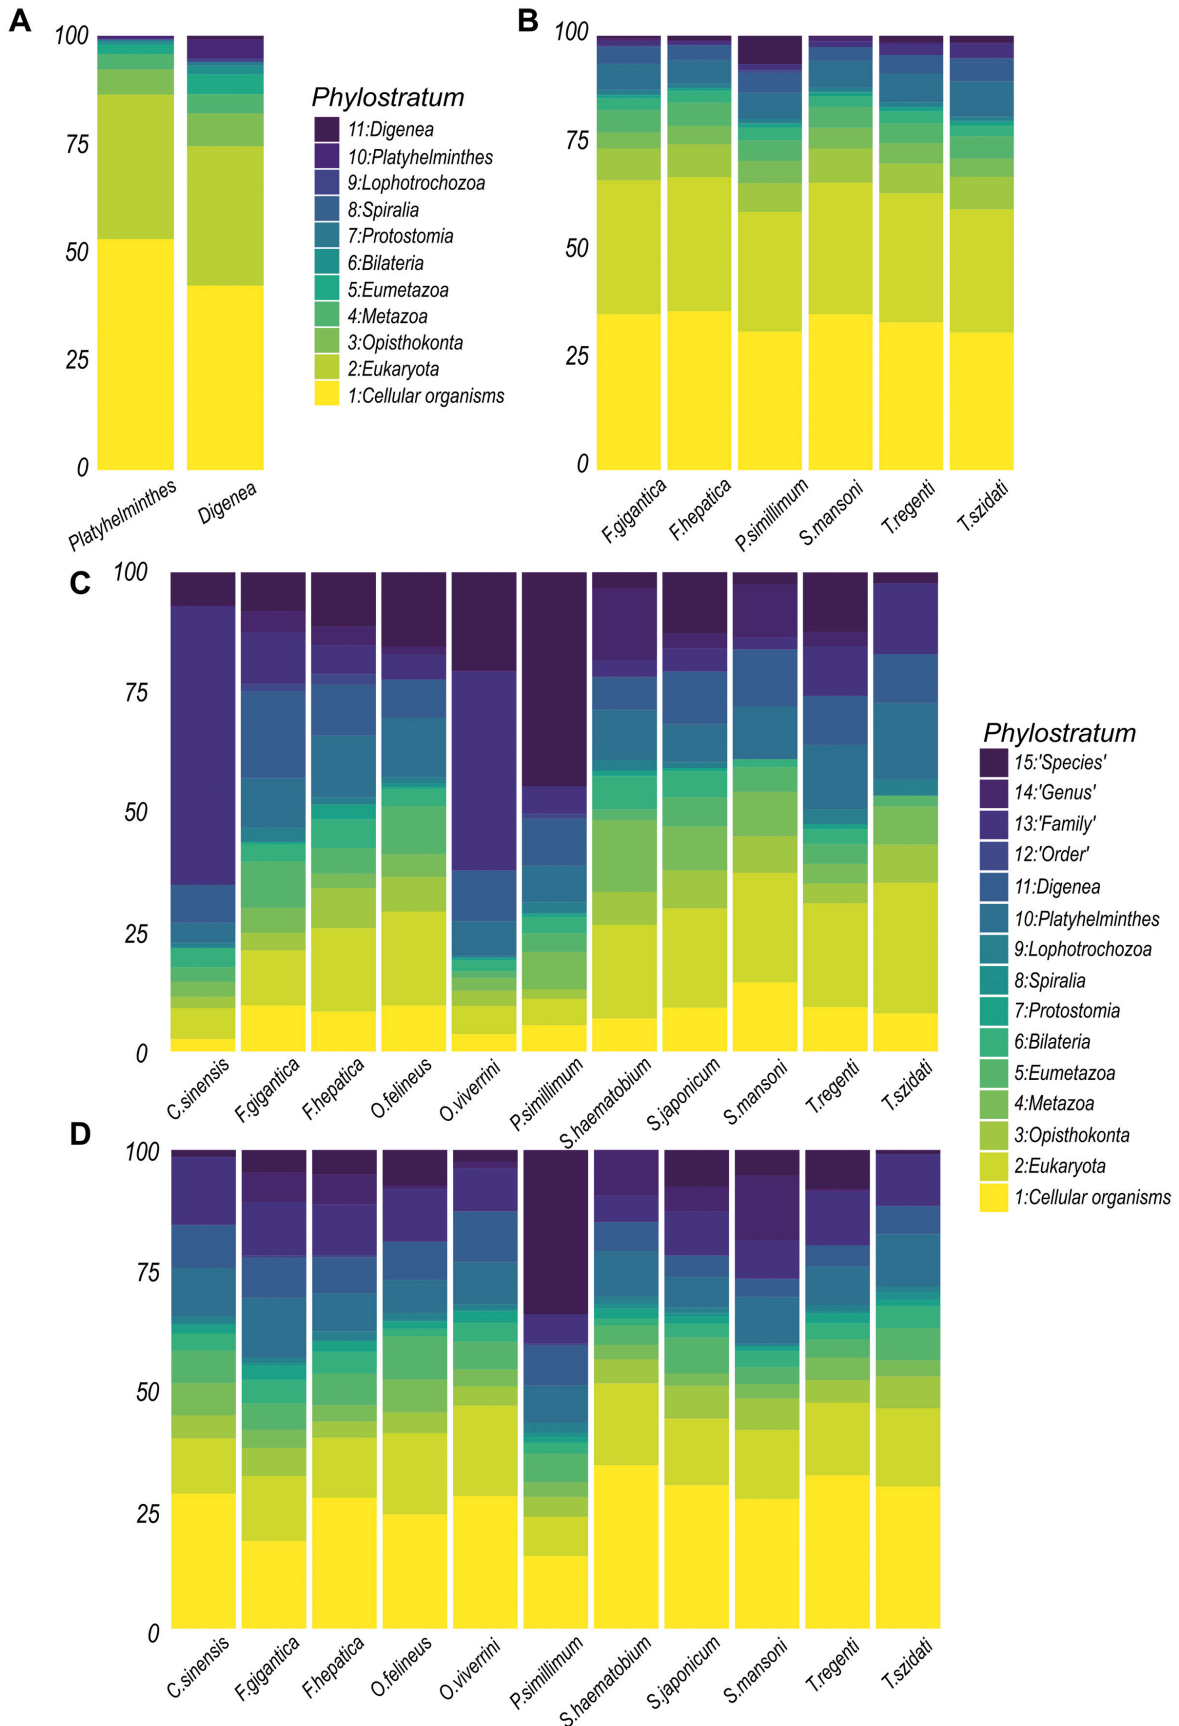 A
100
75
50
25
0
Platyhelminthes
Digenea
Phylostratum
11:Digenea
10:Platyhelminthes
9:Lophotrochozoa
8:Spiralia
7:Protostomia
6:Bilateria
5:Eumetazoa
4:Metazoa
3:Opisthokonta
2:Eukaryota
1:Cellular organisms
B
100
75
50
25
0
F.gigantica
F.hepatica
P.simillimum
S.mansoni
T.regenti
T.szidati
C
100
75
50
25
0
C.sinensis
F.gigantica
F.hepatica
O.felineus
O.viverrini
P.simillimum
S.haematobium
S.japonicum
S.mansoni
T.regenti
T.szidati
Phylostratum
15:'Species'
14:'Genus'
13:'Family'
12:'Order'
11:Digenea
10:Platyhelminthes
9:Lophotrochozoa
8:Spiralia
7:Protostomia
6:Bilateria
5:Eumetazoa
4:Metazoa
3:Opisthokonta
2:Eukaryota
1:Cellular organisms
D
100
75
50
25
0
C.sinensis
F.gigantica
F.hepatica
O.felineus
O.viverrini
P.simillimum
S.haematobium
S.japonicum
S.mansoni
T.regenti
T.szidati